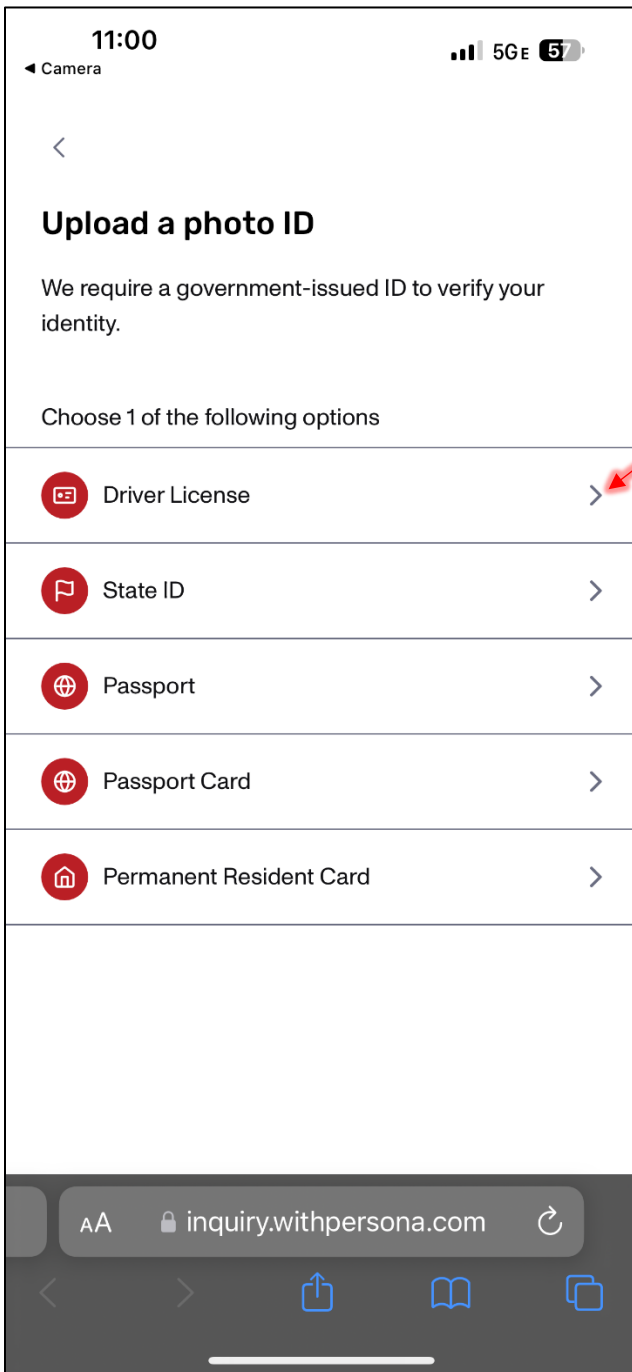 11:00
5GE 57
◀ Camera
Upload a photo ID
We require a government-issued ID to verify your
identity.
Choose 1 of the following options
Driver License
State ID
Passport
Passport Card
Permanent Resident Card
AA inquiry.withpersona.com